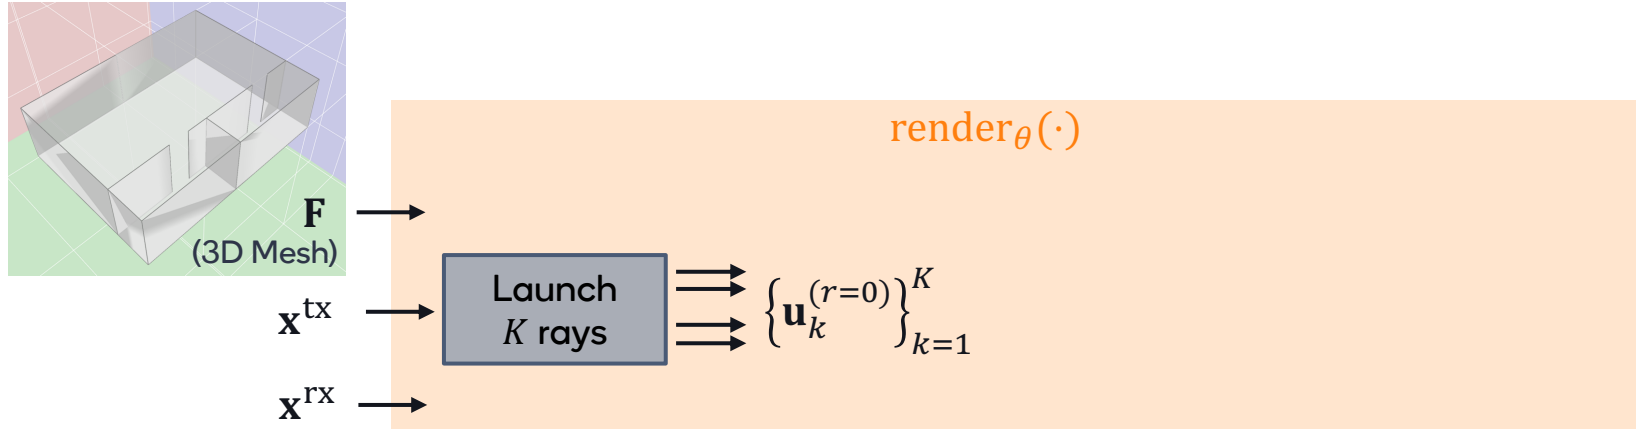 render_θ(·)
F
(3D Mesh)
x^tx
Launch
K rays
{u_k^(r=0)}_{k=1}^K
x^rx